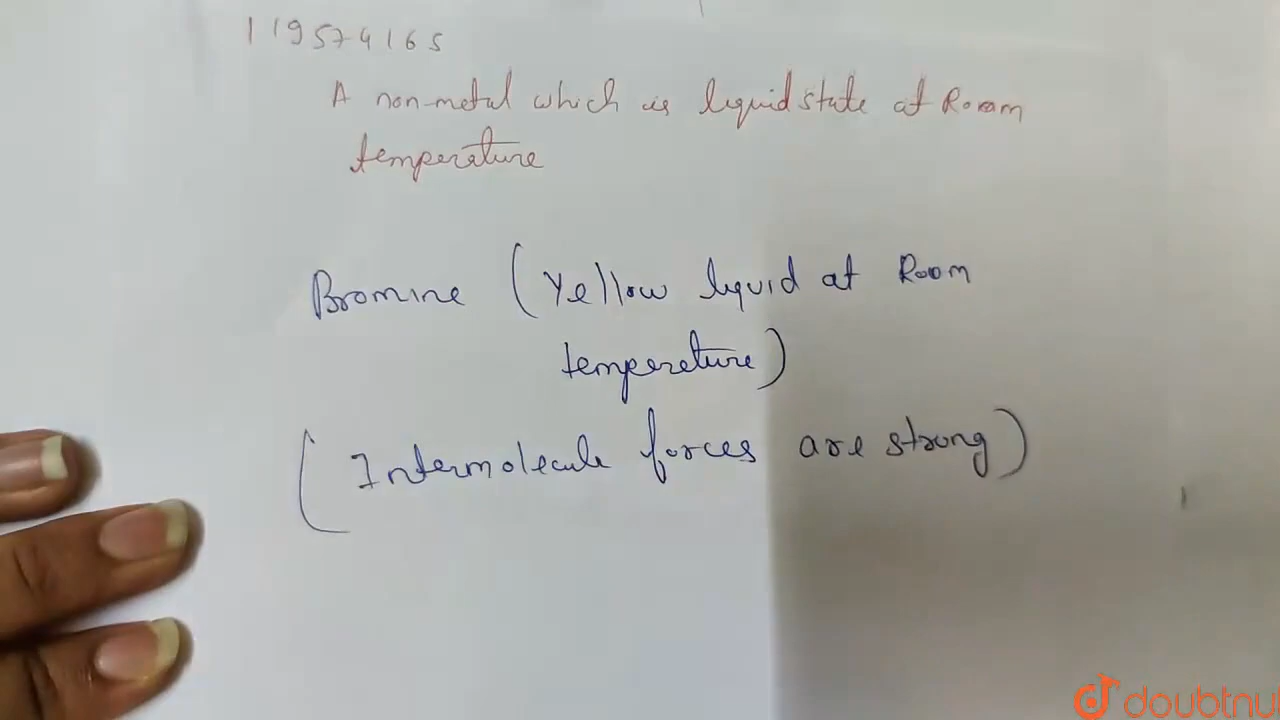 119574165
A non-metal which is liquid state at Room
temperature
Bromine (Yellow liquid at Room
temperature)
(Intermolecule forces are strong)
doubtnu